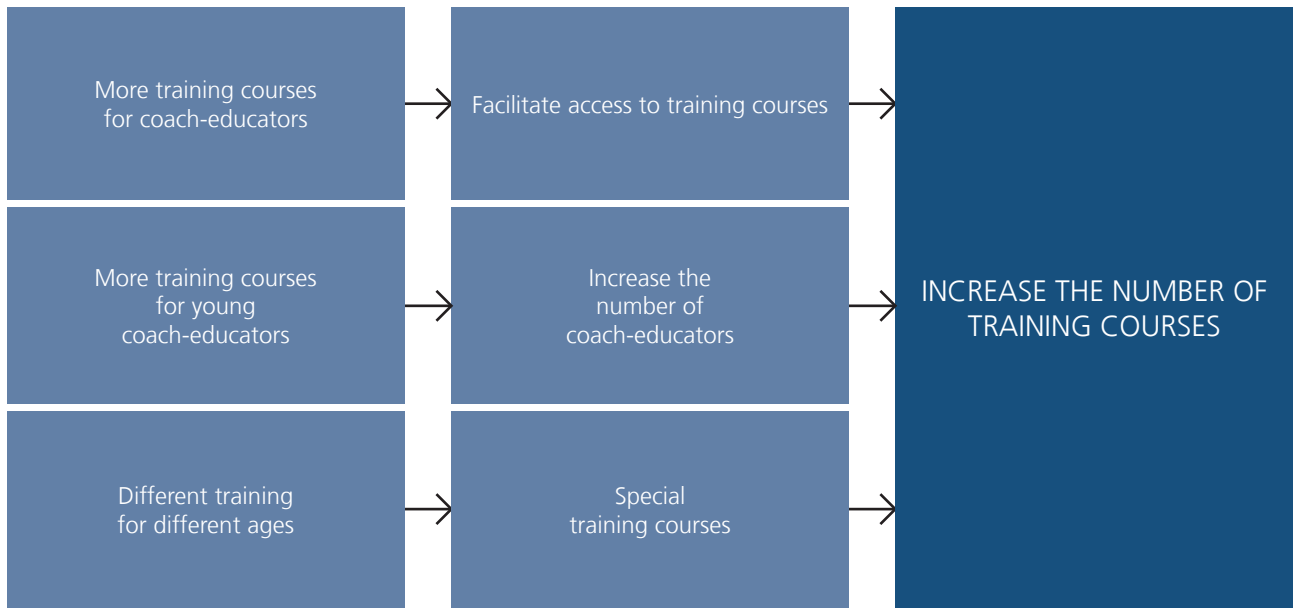 More training courses
for coach-educators
Facilitate access to training courses
More training courses
for young
coach-educators
Increase the
number of
coach-educators
INCREASE THE NUMBER OF
TRAINING COURSES
Different training
for different ages
Special
training courses